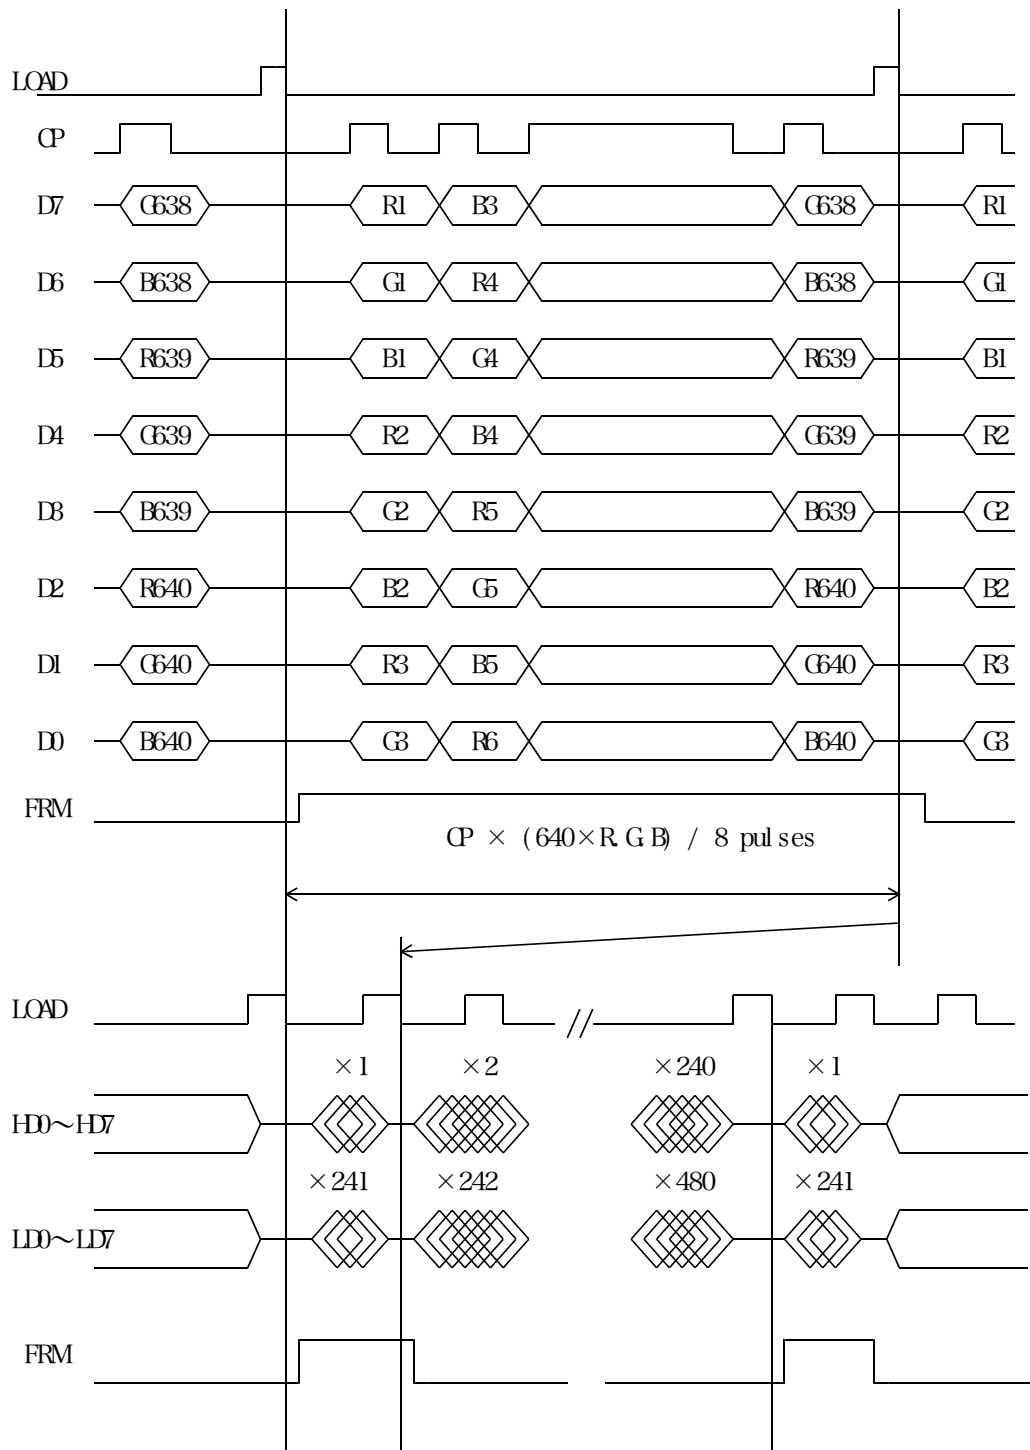 LOAD
CP
D7 G638 R1 B3 G638 R1
D6 B638 G1 R4 B638 G1
D5 R639 B1 G4 R639 B1
D4 G639 R2 B4 G639 R2
D3 B639 G2 R5 B639 G2
D2 R640 B2 G5 R640 B2
D1 G640 R3 B5 G640 R3
D0 B640 G3 R6 B640 G3
FRM
CP × (640×R.G.B) / 8 pulses
LOAD //
×1 ×2 ×240 ×1
HD0～HD7
×241 ×242 ×480 ×241
LD0～LD7
FRM